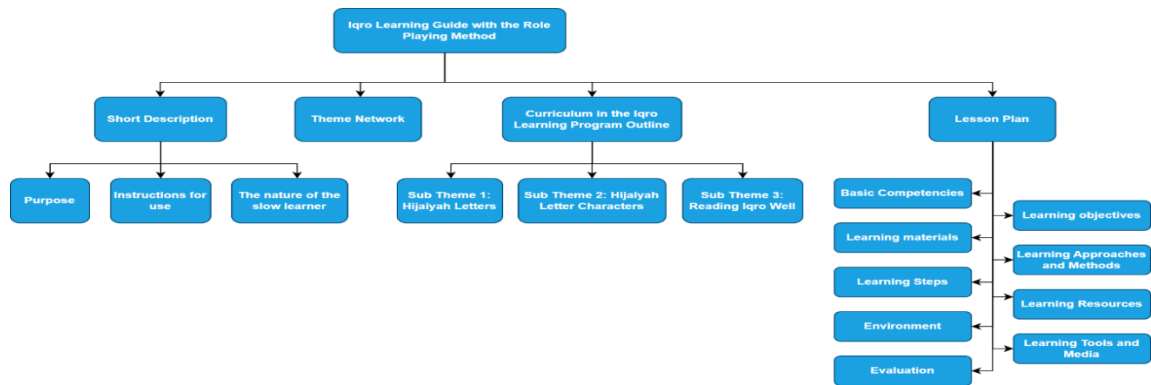 Iqro Learning Guide with the Role
Playing Method
Short Description
Theme Network
Curriculum in the Iqro
Learning Program Outline
Lesson Plan
Purpose
Instructions for
use
The nature of the
slow learner
Sub Theme 1:
Hijaiyah Letters
Sub Theme 2: Hijaiyah
Letter Characters
Sub Theme 3:
Reading Iqro Well
Basic Competencies
Learning objectives
Learning materials
Learning Approaches
and Methods
Learning Steps
Learning Resources
Environment
Learning Tools and
Media
Evaluation